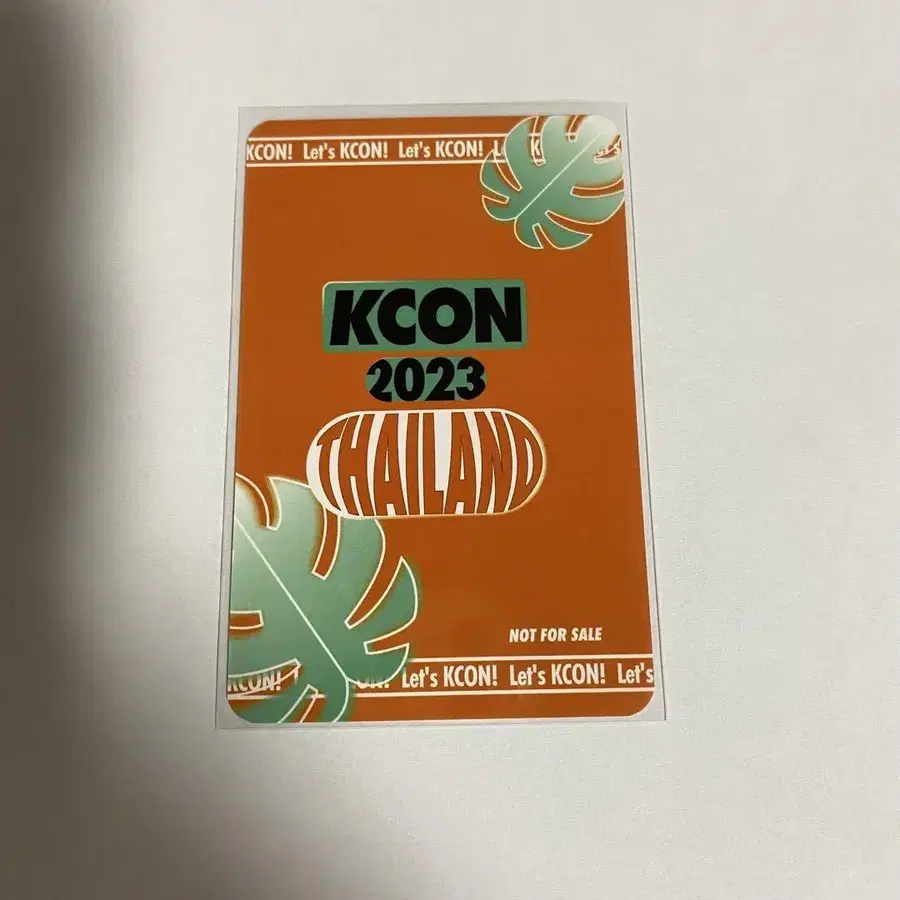 KCON! Let's KCON! Let's KCON!
KCON
2023
THAILAND
NOT FOR SALE
KCON! Let's KCON! Let's KCON! Let's